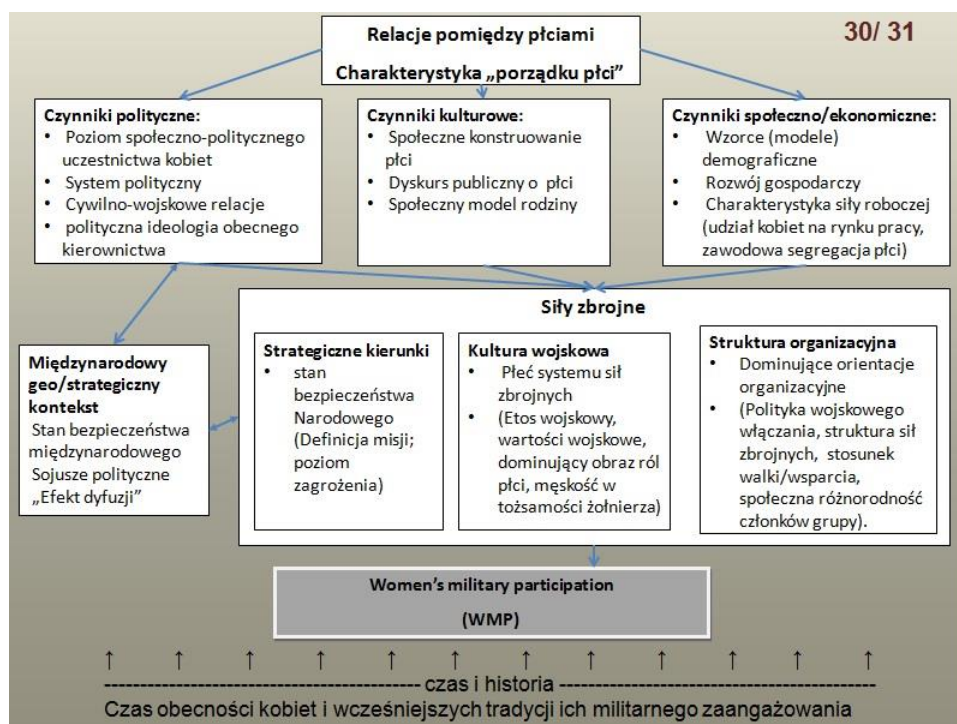 30/ 31
Relacje pomiędzy płciami
Charakterystyka „porządku płci”
Czynniki polityczne:
• Poziom społeczno-politycznego
uczestnictwa kobiet
• System polityczny
• Cywilno-wojskowe relacje
• polityczna ideologia obecnego
kierownictwa
Czynniki kulturowe:
• Społeczne konstruowanie
płci
• Dyskurs publiczny o płci
• Społeczny model rodziny
Czynniki społeczno/ekonomiczne:
• Wzorce (modele)
demograficzne
• Rozwój gospodarczy
• Charakterystyka siły roboczej
(udział kobiet na rynku pracy,
zawodowa segregacja płci)
Międzynarodowy
geo/strategiczny
kontekst
Stan bezpieczeństwa
międzynarodowego
Sojusze polityczne
„Efekt dyfuzji”
Siły zbrojne
Strategiczne kierunki
• stan
bezpieczeństwa
Narodowego
(Definicja misji;
poziom
zagrożenia)
Kultura wojskowa
• Płeć systemu sił
zbrojnych
• (Etos wojskowy,
wartości wojskowe,
dominujący obraz ról
płci, męskość w
tożsamości żołnierza)
Struktura organizacyjna
• Dominujące orientacje
organizacyjne
• (Polityka wojskowego
włączania, struktura sił
zbrojnych, stosunek
walki/wsparcia,
społeczna różnorodność
członków grupy).
Women’s military participation
(WMP)
↑ ↑ ↑ ↑ ↑ ↑ ↑ ↑ ↑ ↑ ↑ ↑
---------------------------------------- czas i historia ----------------------------------------
Czas obecności kobiet i wcześniejszych tradycji ich militarnego zaangażowania